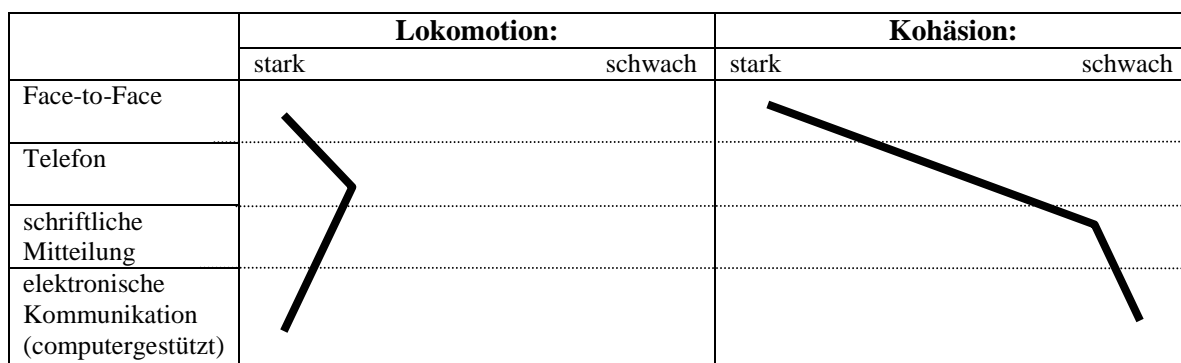 Lokomotion: Kohäsion:
stark schwach stark schwach
Face-to-Face
Telefon
schriftliche
Mitteilung
elektronische
Kommunikation
(computergestützt)